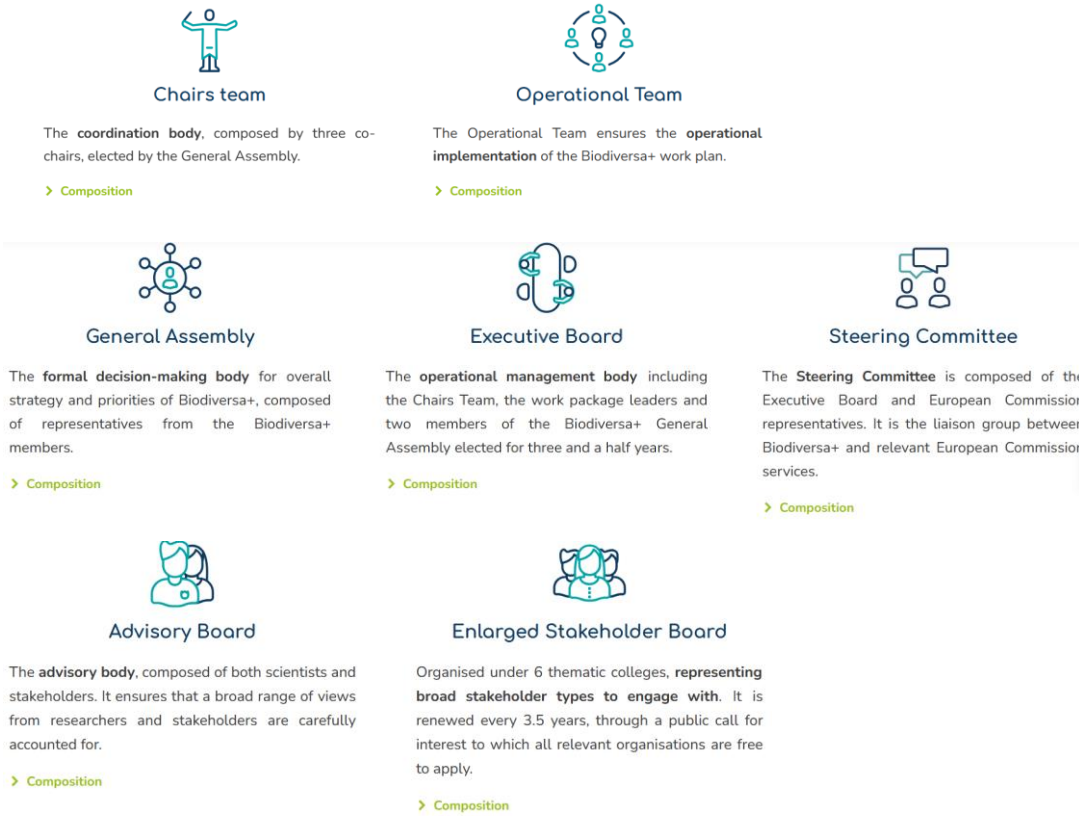 Chairs team
The coordination body, composed by three co-
chairs, elected by the General Assembly.
Composition
Operational Team
The Operational Team ensures the operational
implementation of the Biodiversa+ work plan.
Composition
General Assembly
The formal decision-making body for overall
strategy and priorities of Biodiversa+, composed
of representatives from the Biodiversa+
members.
Composition
Executive Board
The operational management body including
the Chairs Team, the work package leaders and
two members of the Biodiversa+ General
Assembly elected for three and a half years.
Composition
Steering Committee
The Steering Committee is composed of the
Executive Board and European Commission
representatives. It is the liaison group between
Biodiversa+ and relevant European Commission
services.
Composition
Advisory Board
The advisory body, composed of both scientists and
stakeholders. It ensures that a broad range of views
from researchers and stakeholders are carefully
accounted for.
Composition
Enlarged Stakeholder Board
Organised under 6 thematic colleges, representing
broad stakeholder types to engage with. It is
renewed every 3.5 years, through a public call for
interest to which all relevant organisations are free
to apply.
Composition